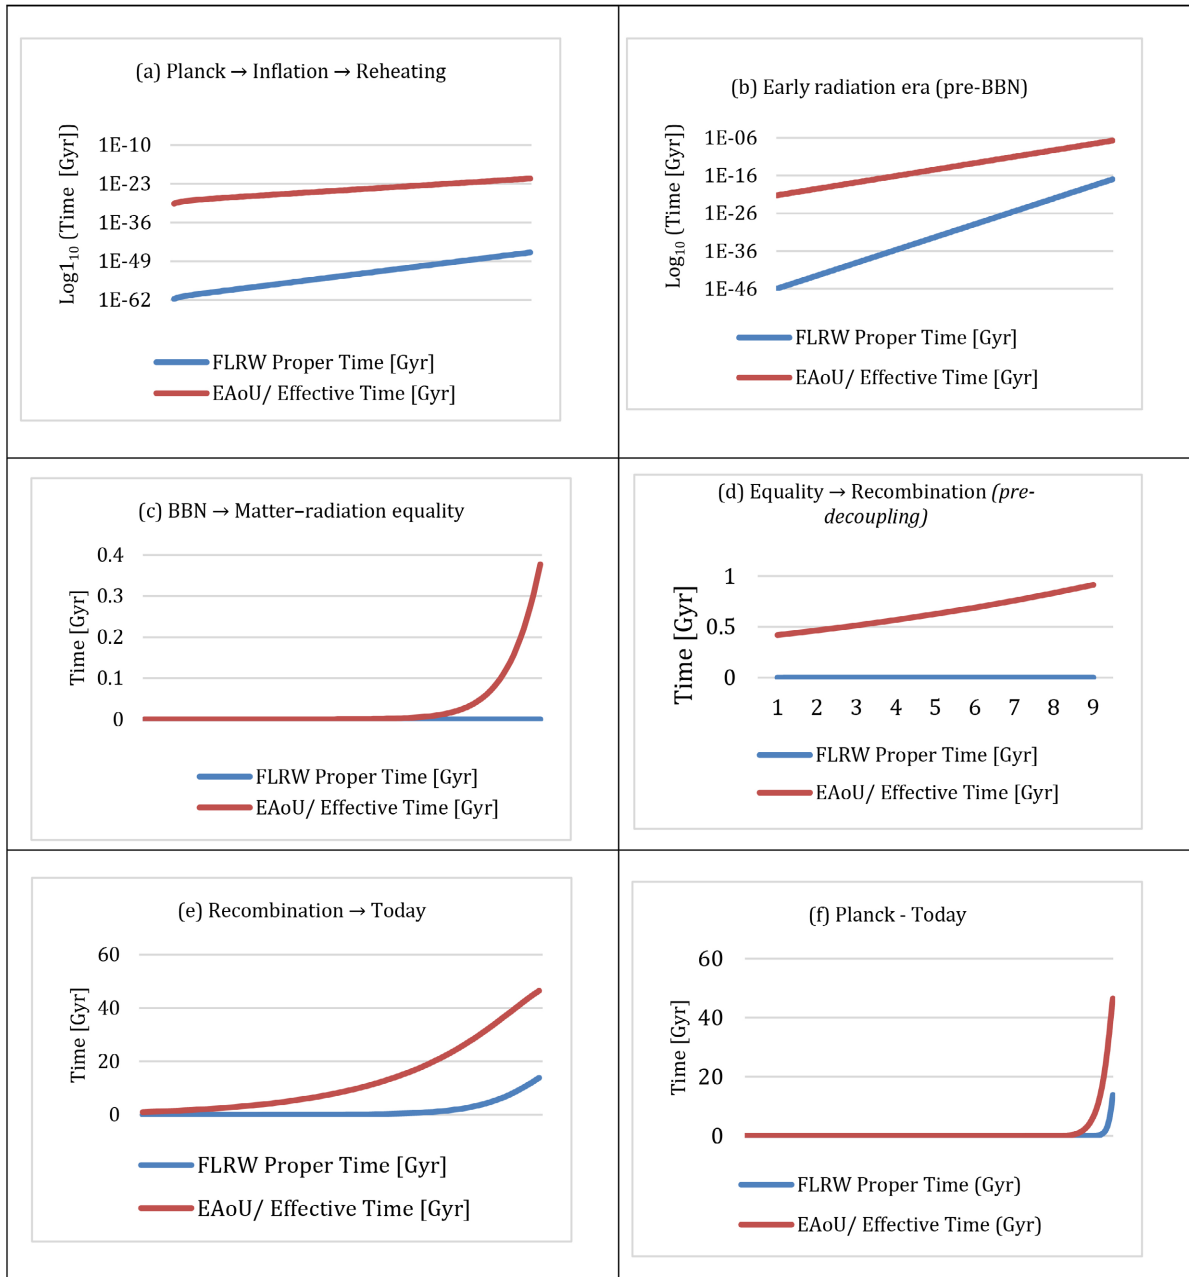 (a) Planck → Inflation → Reheating
Log1₁₀ (Time [Gyr])
1E-10
1E-23
1E-36
1E-49
1E-62
FLRW Proper Time [Gyr]
EAoU/ Effective Time [Gyr]
(b) Early radiation era (pre-BBN)
Log₁₀ (Time [Gyr])
1E-06
1E-16
1E-26
1E-36
1E-46
FLRW Proper Time [Gyr]
EAoU/ Effective Time [Gyr]
(c) BBN → Matter–radiation equality
Time [Gyr]
0.4
0.3
0.2
0.1
0
FLRW Proper Time [Gyr]
EAoU/ Effective Time [Gyr]
(d) Equality → Recombination (pre-
decoupling)
Time [Gyr]
1
0.5
0
1 2 3 4 5 6 7 8 9
FLRW Proper Time [Gyr]
EAoU/ Effective Time [Gyr]
(e) Recombination → Today
Time [Gyr]
60
40
20
0
FLRW Proper Time [Gyr]
EAoU/ Effective Time [Gyr]
(f) Planck - Today
Time [Gyr]
60
40
20
0
FLRW Proper Time (Gyr)
EAoU/ Effective Time (Gyr)